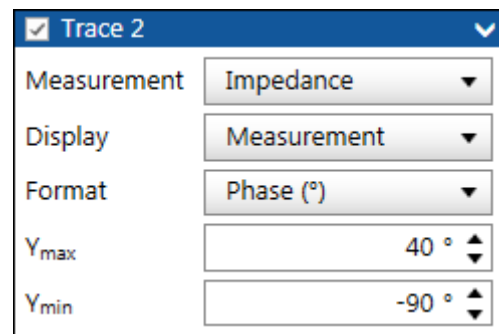 Trace 2
Measurement Impedance
Display Measurement
Format Phase (°)
Ymax 40 °
Ymin -90 °